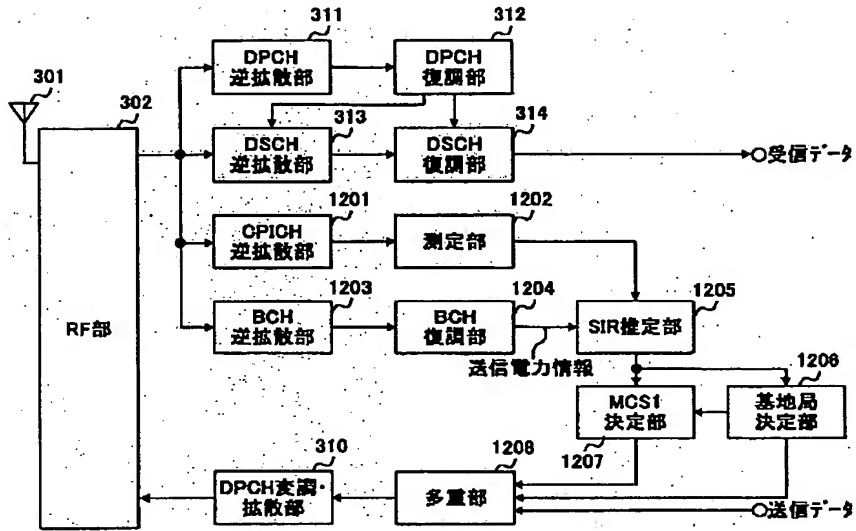 311
312
DPCH
逆拡散部
DPCH
復調部
301
302
313
314
DSCH
逆拡散部
DSCH
復調部
受信データ
1201
1202
CPICH
逆拡散部
測定部
1203
1204
1205
RF部
BCH
逆拡散部
BCH
復調部
SIR推定部
送信電力情報
1206
MCS1
決定部
基地局
決定部
310
1208
1207
DPCH変調・
拡散部
多重部
送信データ